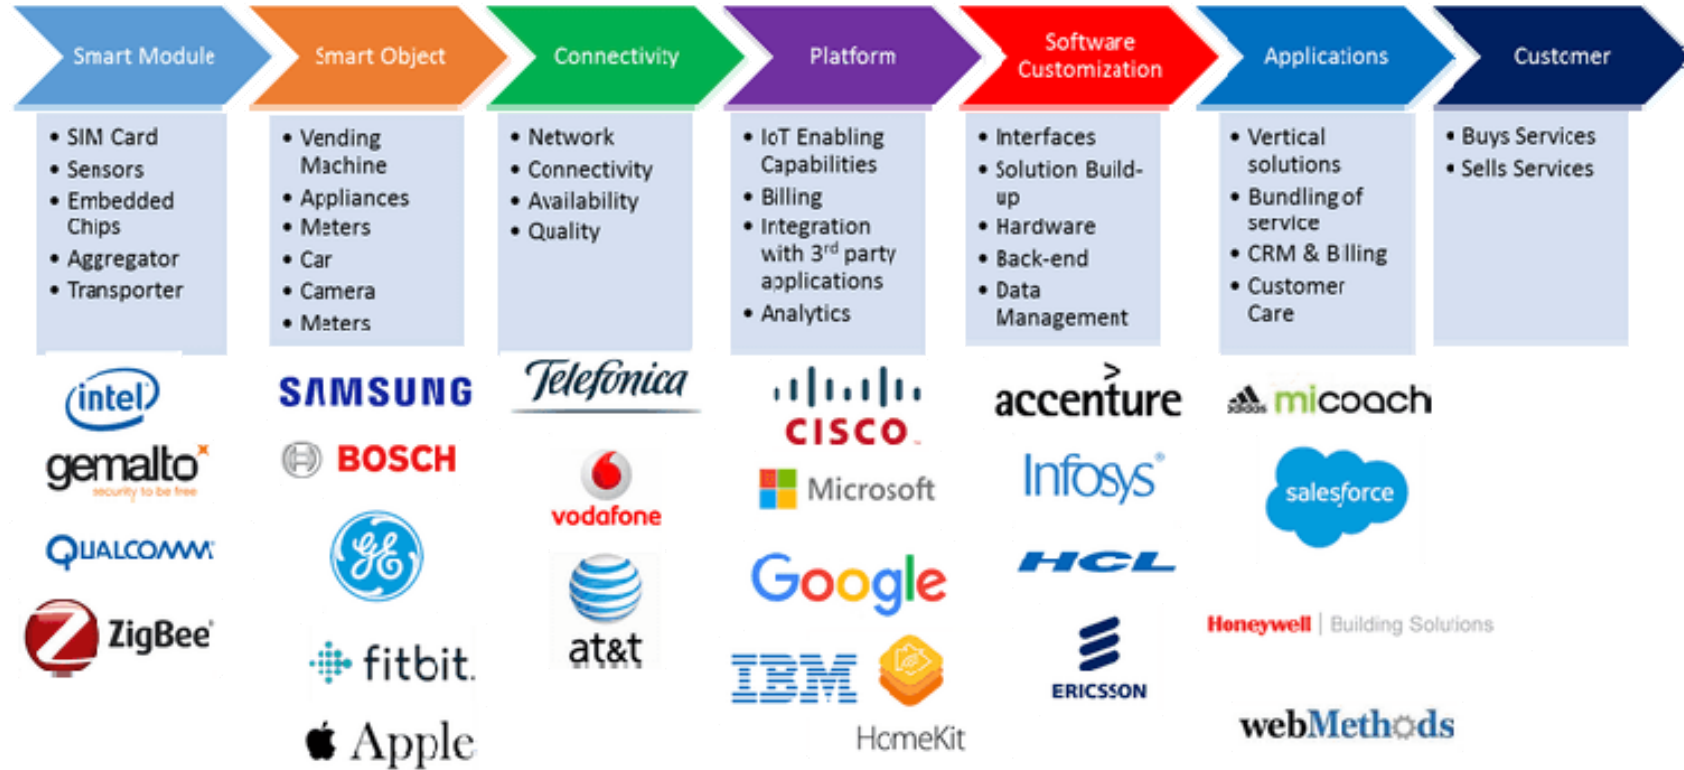 Smart Module
Smart Object
Connectivity
Platform
Software
Customization
Applications
Customer
• SIM Card
• Sensors
• Embedded
Chips
• Aggregator
• Transporter
• Vending
Machine
• Appliances
• Meters
• Car
• Camera
• Meters
• Network
• Connectivity
• Availability
• Quality
• IoT Enabling
Capabilities
• Billing
• Integration
with 3rd party
applications
• Analytics
• Interfaces
• Solution Build-
up
• Hardware
• Back-end
• Data
Management
• Vertical
solutions
• Bundling of
service
• CRM & Billing
• Customer
Care
• Buys Services
• Sells Services
intel
gemalto
security to be free
QUALCOMM
ZigBee
SAMSUNG
BOSCH
GE
fitbit.
Apple
Telefónica
vodafone
at&t
CISCO
Microsoft
Google
IBM
HomeKit
>
accenture
Infosys
HCL
ERICSSON
adidas micoach
salesforce
Honeywell | Building Solutions
webMethods